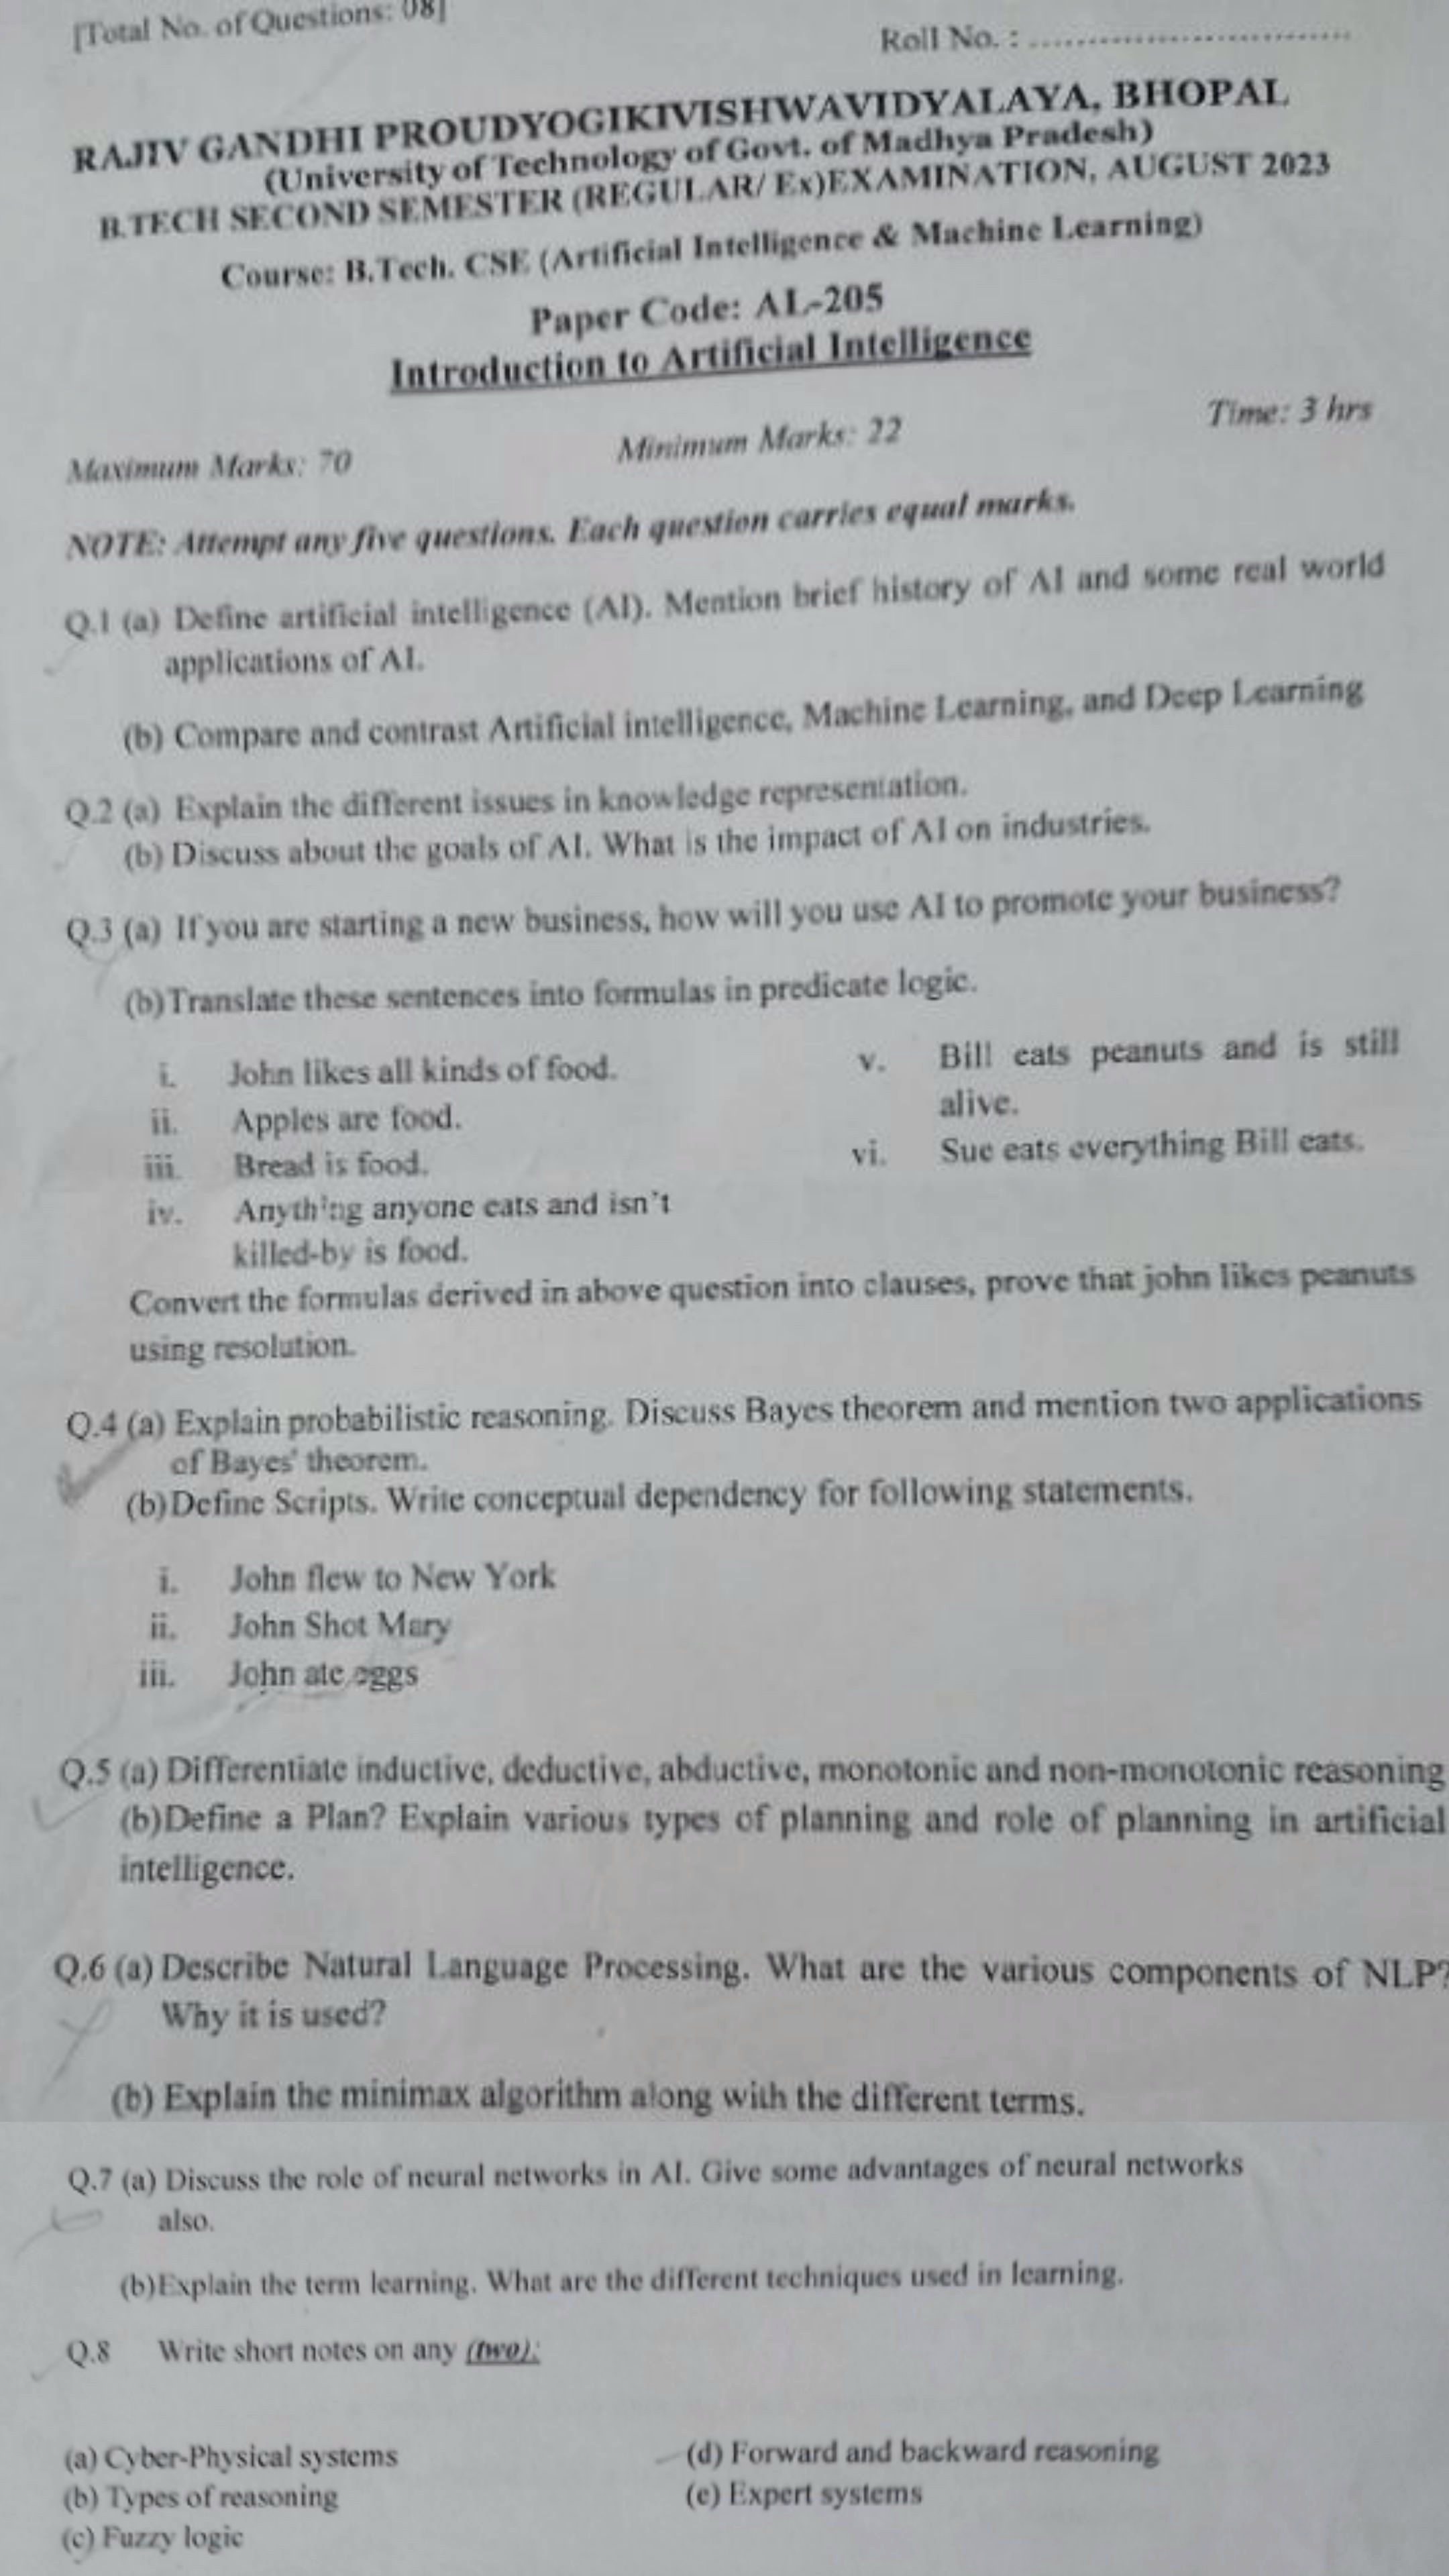 [Total No. of Questions: 08]
Roll No. : ..............................
RAJIV GANDHI PROUDYOGIKIVISHWAVIDYALAYA, BHOPAL
(University of Technology of Govt. of Madhya Pradesh)
B.TECH SECOND SEMESTER (REGULAR/ Ex)EXAMINATION, AUGUST 2023
Course: B.Tech. CSE (Artificial Intelligence & Machine Learning)
Paper Code: AL-205
Introduction to Artificial Intelligence
Maximum Marks: 70 Minimum Marks: 22 Time: 3 hrs
NOTE: Attempt any five questions. Each question carries equal marks.
Q.1 (a) Define artificial intelligence (AI). Mention brief history of AI and some real world
applications of AI.
(b) Compare and contrast Artificial intelligence, Machine Learning, and Deep Learning
Q.2 (a) Explain the different issues in knowledge representation.
(b) Discuss about the goals of AI. What is the impact of AI on industries.
Q.3 (a) If you are starting a new business, how will you use AI to promote your business?
(b)Translate these sentences into formulas in predicate logic.
i. John likes all kinds of food.
ii. Apples are food.
iii. Bread is food.
iv. Anything anyone eats and isn't
killed-by is food.
v. Bill eats peanuts and is still
alive.
vi. Sue eats everything Bill eats.
Convert the formulas derived in above question into clauses, prove that john likes peanuts
using resolution.
Q.4 (a) Explain probabilistic reasoning. Discuss Bayes theorem and mention two applications
of Bayes' theorem.
(b)Define Scripts. Write conceptual dependency for following statements.
i. John flew to New York
ii. John Shot Mary
iii. John ate eggs
Q.5 (a) Differentiate inductive, deductive, abductive, monotonic and non-monotonic reasoning
(b)Define a Plan? Explain various types of planning and role of planning in artificial
intelligence.
Q.6 (a) Describe Natural Language Processing. What are the various components of NLP?
Why it is used?
(b) Explain the minimax algorithm along with the different terms.
Q.7 (a) Discuss the role of neural networks in AI. Give some advantages of neural networks
also.
(b)Explain the term learning. What are the different techniques used in learning.
Q.8 Write short notes on any (two):
(a) Cyber-Physical systems
(b) Types of reasoning
(c) Fuzzy logic
(d) Forward and backward reasoning
(e) Expert systems